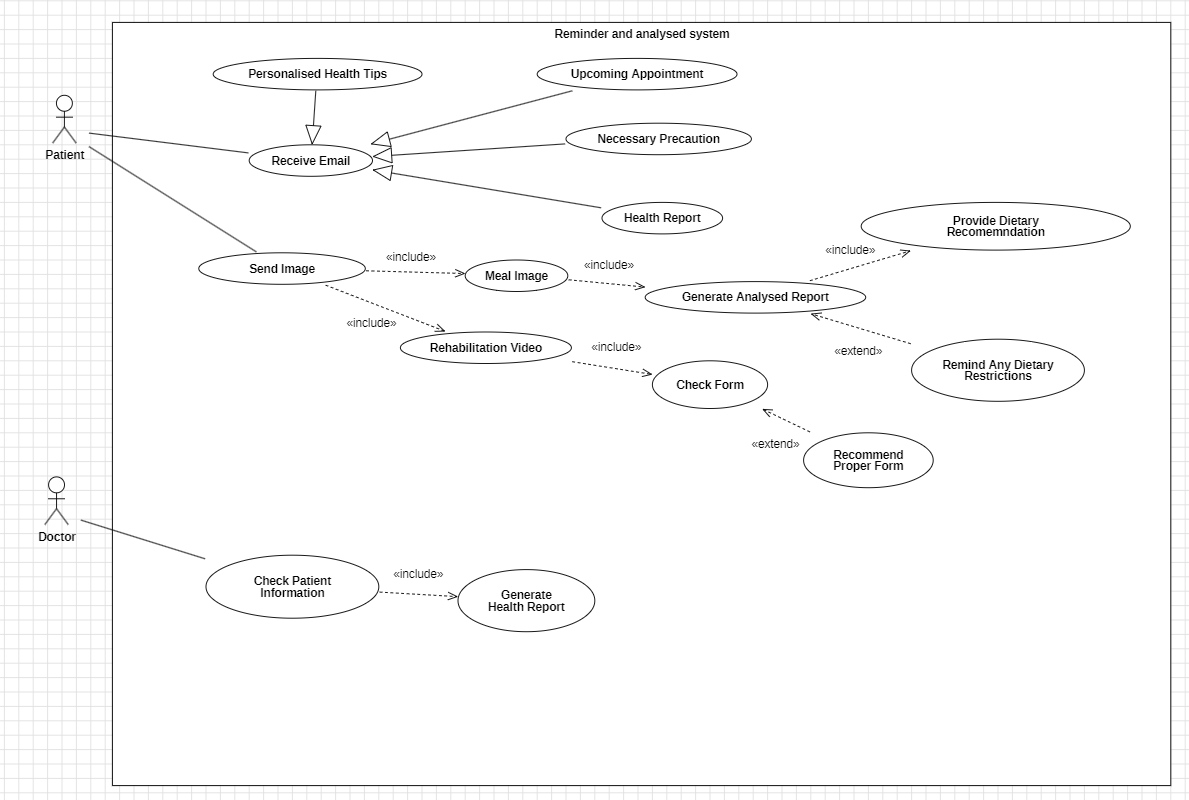 Reminder and analysed system
Personalised Health Tips
Upcoming Appointment
Patient
Receive Email
Necessary Precaution
Health Report
Provide Dietary
Recomemndation
«include»
Send Image
«include»
Meal Image
«include»
Generate Analysed Report
«include»
Rehabilitation Video
«include»
«extend»
Remind Any Dietary
Restrictions
Check Form
«extend»
Recommend
Proper Form
Doctor
Check Patient
Information
«include»
Generate
Health Report